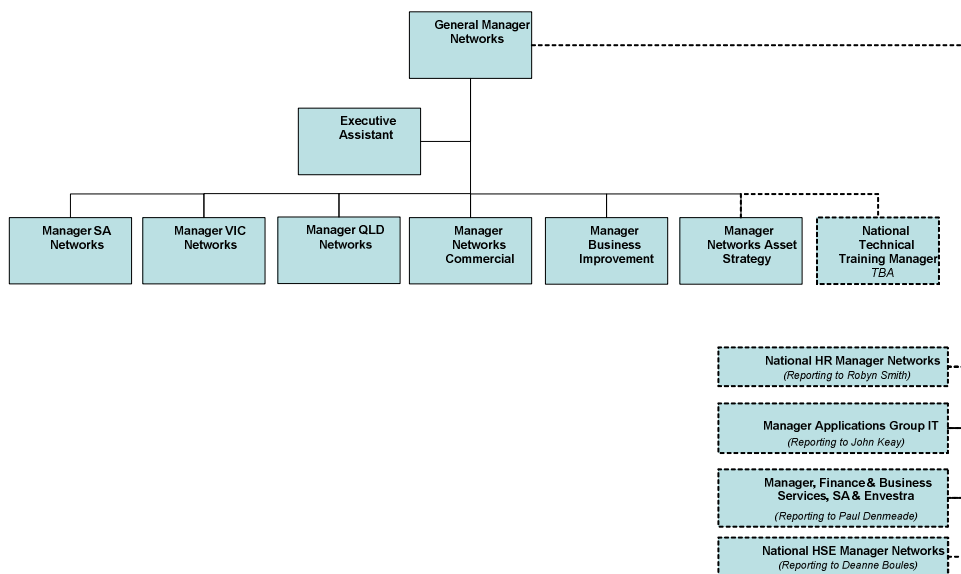 General Manager
Networks
Executive
Assistant
Manager SA
Networks
Manager VIC
Networks
Manager QLD
Networks
Manager
Networks
Commercial
Manager
Business
Improvement
Manager
Networks Asset
Strategy
National
Technical
Training Manager
TBA
National HR Manager Networks
(Reporting to Robyn Smith)
Manager Applications Group IT
(Reporting to John Keay)
Manager, Finance & Business
Services, SA & Envestra
(Reporting to Paul Denmeade)
National HSE Manager Networks
(Reporting to Deanne Boules)